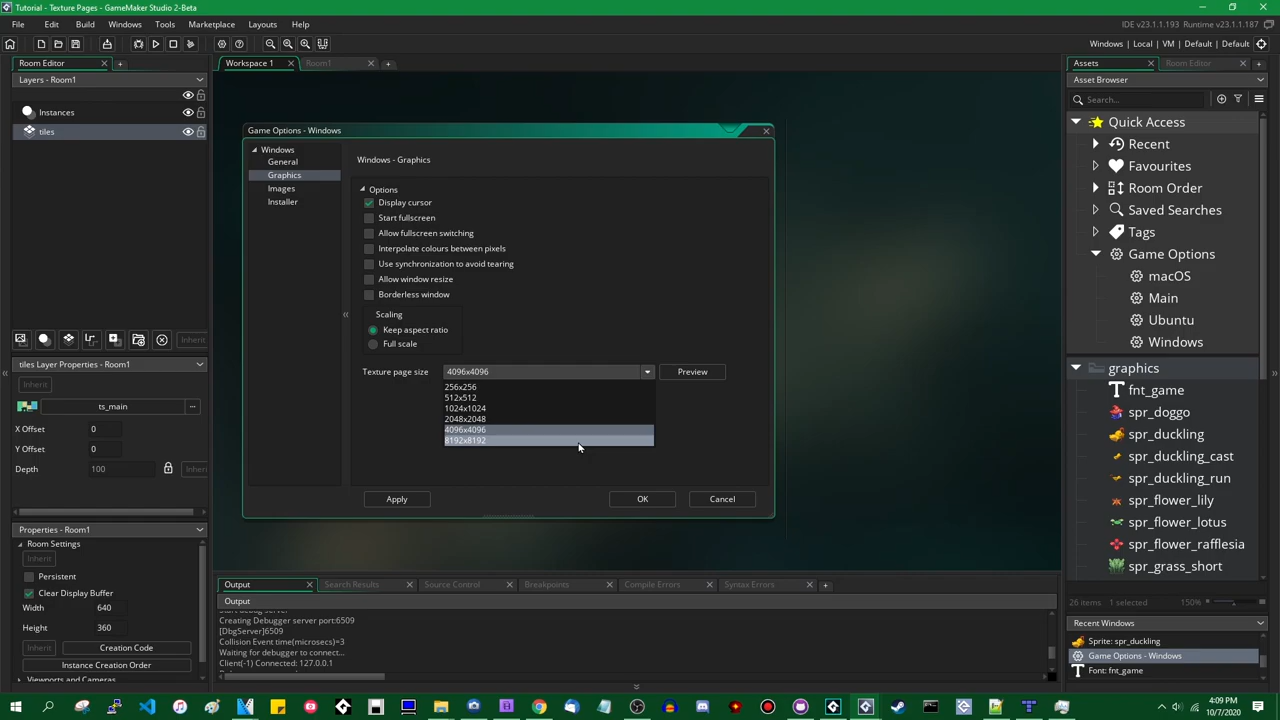 Tutorial - Texture Pages - GameMaker Studio 2-Beta
File Edit Build Windows Tools Marketplace Layouts Help
IDE v23.1.1.193 Runtime v23.1.1.187
Windows | Local | VM | Default | Default
Room Editor
Layers - Room1
Instances
tiles
Inherit
tiles Layer Properties - Room1
Inherit
ts_main
X Offset 0
Y Offset 0
Depth 100 Inheri
Properties - Room1
Room Settings
Inherit
Persistent
Clear Display Buffer
Width 640
Height 360
Inherit Creation Code
Instance Creation Order
Viewports and Cameras
Workspace 1 Room1
Game Options - Windows
Windows
General
Graphics
Images
Installer
Windows - Graphics
Options
Display cursor
Start fullscreen
Allow fullscreen switching
Interpolate colours between pixels
Use synchronization to avoid tearing
Allow window resize
Borderless window
Scaling
Keep aspect ratio
Full scale
Texture page size 4096x4096 Preview
256x256
512x512
1024x1024
2048x2048
4096x4096
8192x8192
Apply OK Cancel
Output Search Results Source Control Breakpoints Compile Errors Syntax Errors
Output
Start debug server
Creating Debugger server port:6509
[DbgServer]6509
Collision Event time(microsecs)=3
Waiting for debugger to connect...
Client(-1) Connected: 127.0.0.1
Assets Room Editor
Asset Browser
Search...
Quick Access
Recent
Favourites
Room Order
Saved Searches
Tags
Game Options
macOS
Main
Ubuntu
Windows
graphics
fnt_game
spr_doggo
spr_duckling
spr_duckling_cast
spr_duckling_run
spr_flower_lily
spr_flower_lotus
spr_flower_rafflesia
spr_grass_short
26 items 1 selected 150%
Recent Windows
Sprite: spr_duckling
Game Options - Windows
Font: fnt_game
4:09 PM
10/7/2020